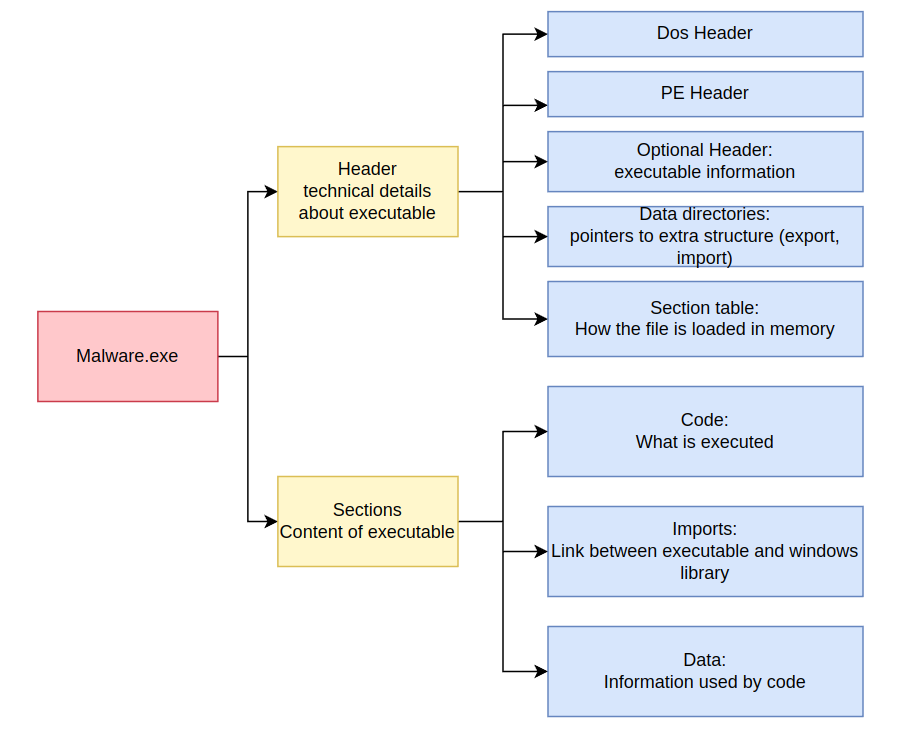 Dos Header
PE Header
Optional Header:
executable information
Header
technical details
about executable
Data directories:
pointers to extra structure (export,
import)
Section table:
How the file is loaded in memory
Malware.exe
Code:
What is executed
Sections
Content of executable
Imports:
Link between executable and windows
library
Data:
Information used by code